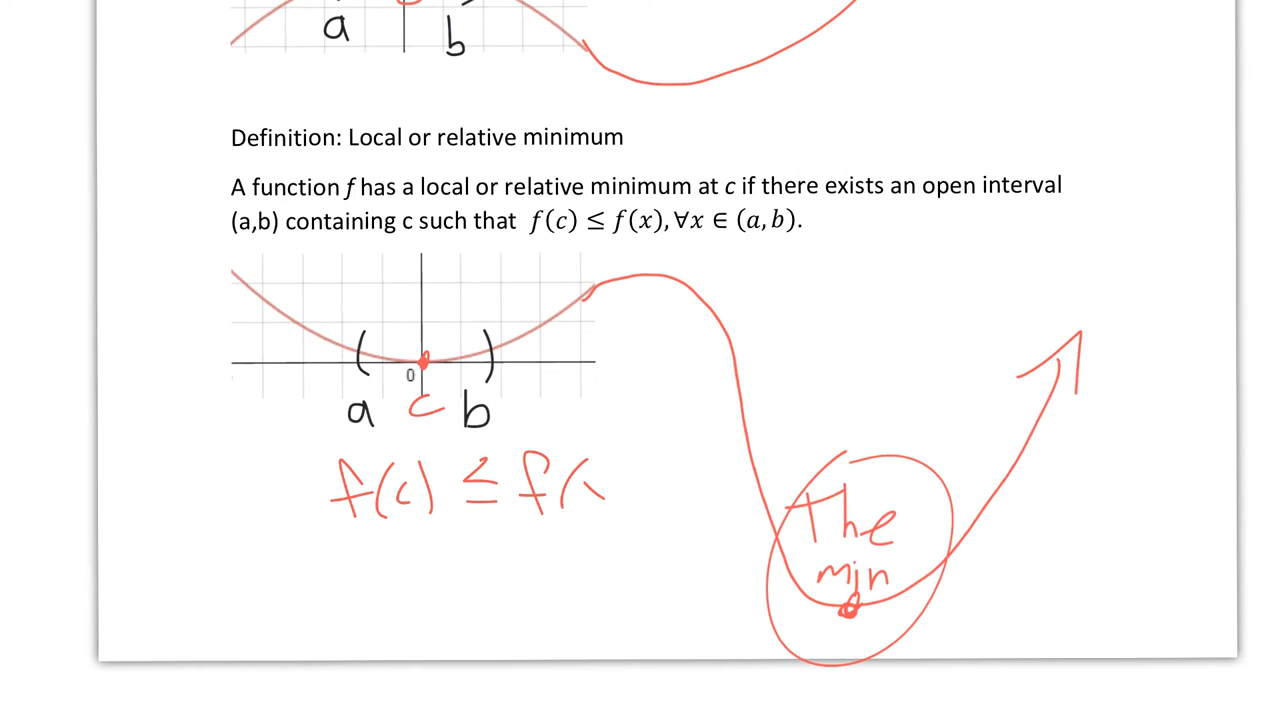 a b
Definition: Local or relative minimum
A function f has a local or relative minimum at c if there exists an open interval
(a,b) containing c such that f(c) ≤ f(x), ∀x ∈ (a, b).
( )
0
a c b
f(c) ≤ f(
The
min